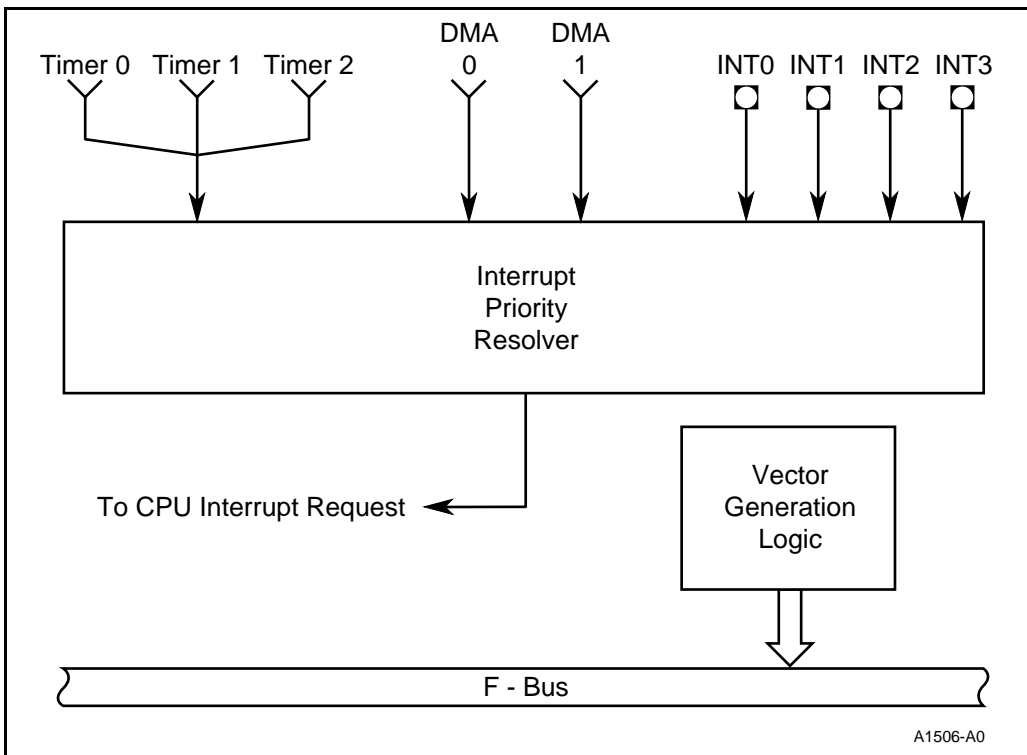 DMA DMA
Timer 0 Timer 1 Timer 2 0 1 INT0 INT1 INT2 INT3
Interrupt
Priority
Resolver
To CPU Interrupt Request
Vector
Generation
Logic
F - Bus
A1506-A0